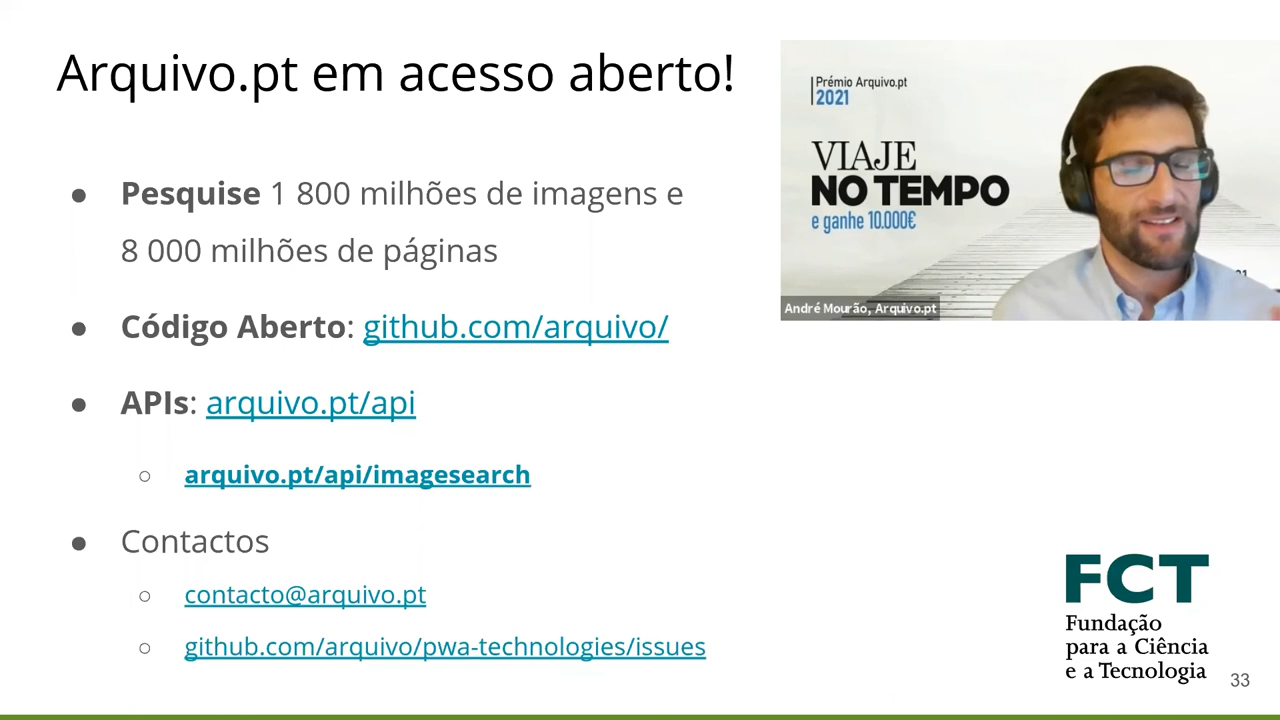 Arquivo.pt em acesso aberto!
● Pesquise 1 800 milhões de imagens e
8 000 milhões de páginas
● Código Aberto: github.com/arquivo/
● APIs: arquivo.pt/api
○ arquivo.pt/api/imagesearch
● Contactos
○ contacto@arquivo.pt
○ github.com/arquivo/pwa-technologies/issues
Prémio Arquivo.pt
2021
VIAJE
NO TEMPO
e ganhe 10.000€
André Mourão, Arquivo.pt
FCT
Fundação
para a Ciência
e a Tecnologia
33